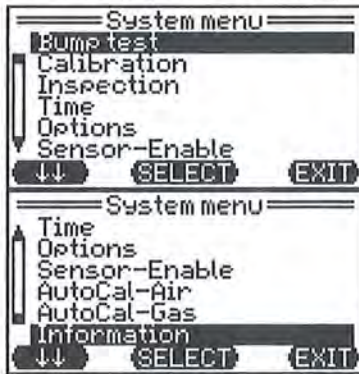 System menu
Bump test
Calibration
Inspection
Time
Options
Sensor-Enable
↓↓ SELECT EXIT
System menu
Time
Options
Sensor-Enable
AutoCal-Air
AutoCal-Gas
Information
↓↓ SELECT EXIT